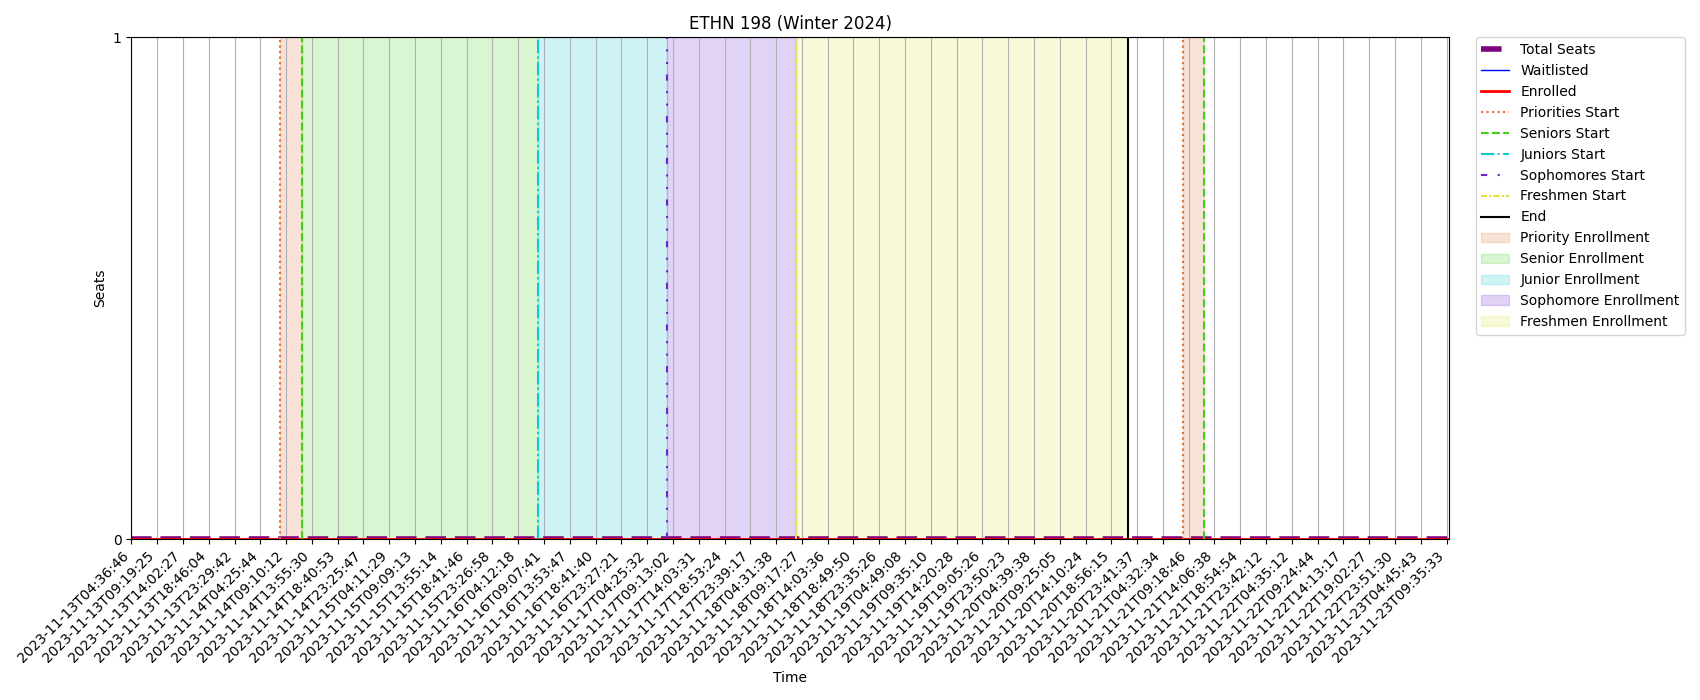 ETHN 198 (Winter 2024)
1
0
Seats
2023-11-13T04:36:46
2023-11-13T09:19:25
2023-11-13T14:02:27
2023-11-13T18:46:04
2023-11-13T23:29:42
2023-11-14T04:25:44
2023-11-14T09:10:12
2023-11-14T13:55:30
2023-11-14T18:40:53
2023-11-14T23:25:47
2023-11-15T04:11:29
2023-11-15T09:09:13
2023-11-15T13:55:14
2023-11-15T18:41:46
2023-11-15T23:26:58
2023-11-16T04:12:18
2023-11-16T09:07:41
2023-11-16T13:53:47
2023-11-16T18:41:40
2023-11-16T23:27:21
2023-11-17T04:25:32
2023-11-17T09:13:02
2023-11-17T14:03:31
2023-11-17T18:53:24
2023-11-17T23:39:17
2023-11-18T04:31:38
2023-11-18T09:17:27
2023-11-18T14:03:36
2023-11-18T18:49:50
2023-11-18T23:35:26
2023-11-19T04:49:08
2023-11-19T09:35:10
2023-11-19T14:20:28
2023-11-19T19:05:26
2023-11-19T23:50:23
2023-11-20T04:39:38
2023-11-20T09:25:05
2023-11-20T14:10:24
2023-11-20T18:56:15
2023-11-20T23:41:37
2023-11-21T04:32:34
2023-11-21T09:18:46
2023-11-21T14:06:38
2023-11-21T18:54:54
2023-11-21T23:42:12
2023-11-22T04:35:12
2023-11-22T09:24:44
2023-11-22T14:13:17
2023-11-22T19:02:27
2023-11-22T23:51:30
2023-11-23T04:45:43
2023-11-23T09:35:33
Time
Total Seats
Waitlisted
Enrolled
Priorities Start
Seniors Start
Juniors Start
Sophomores Start
Freshmen Start
End
Priority Enrollment
Senior Enrollment
Junior Enrollment
Sophomore Enrollment
Freshmen Enrollment